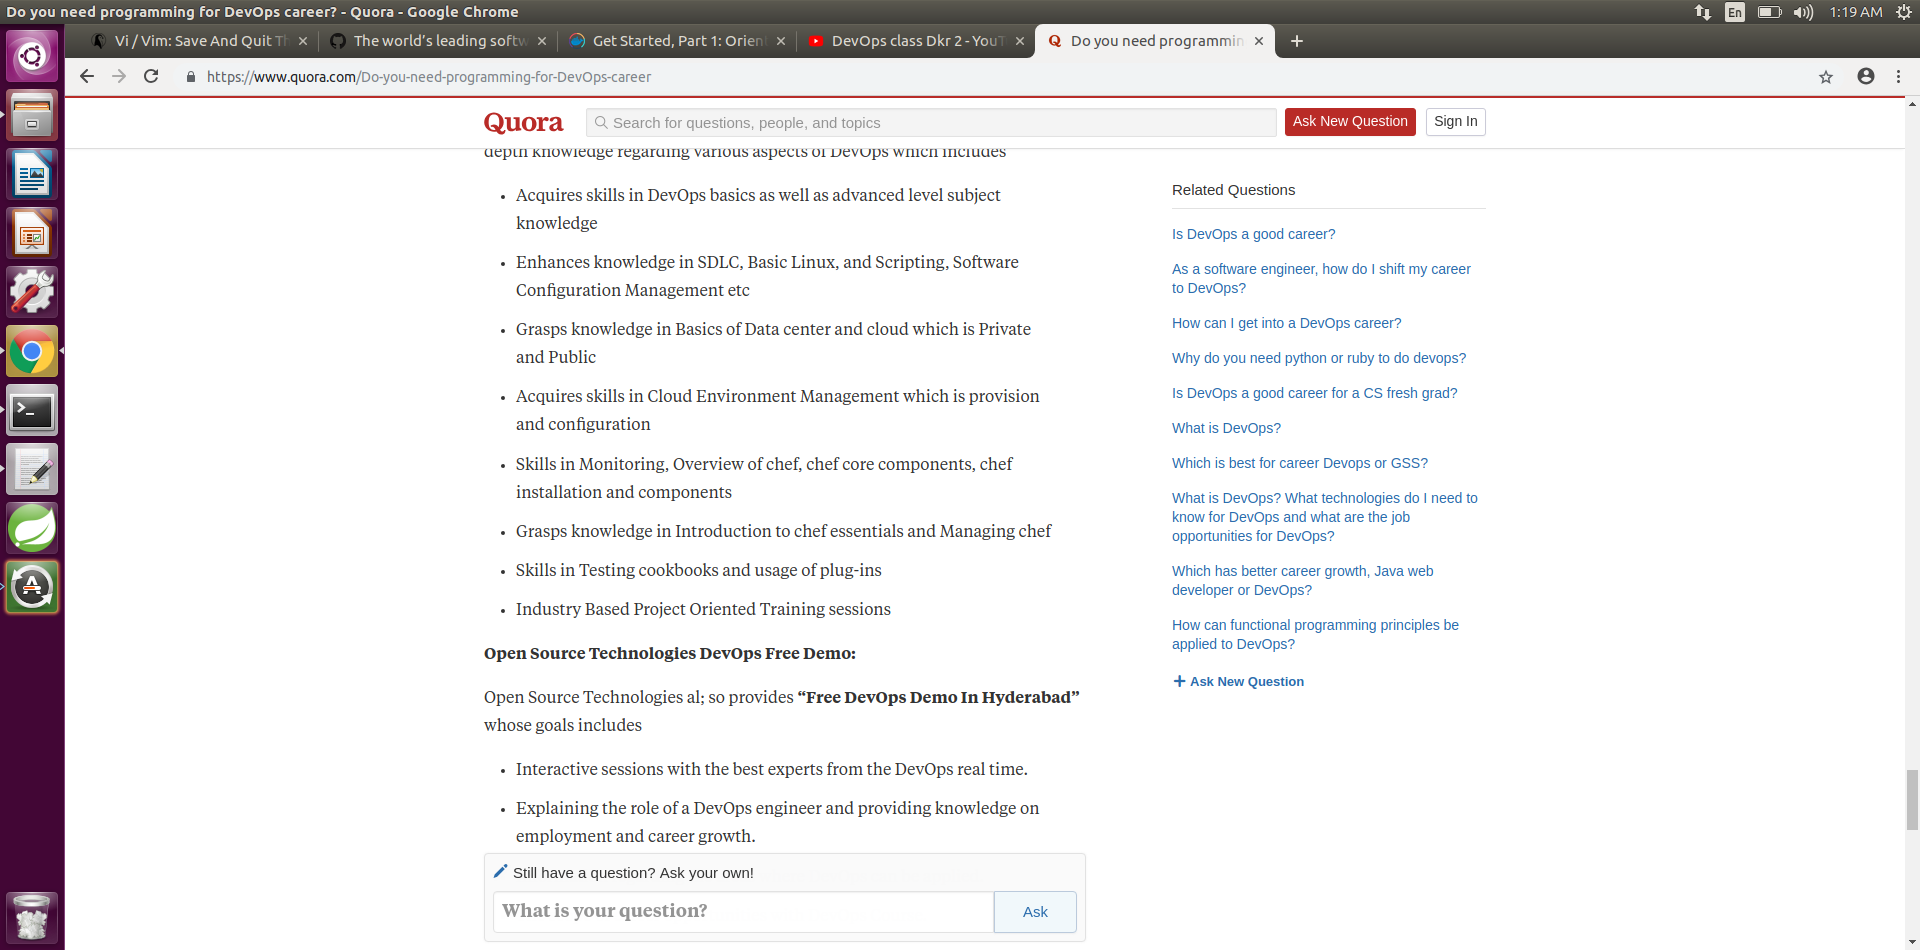 Do you need programming for DevOps career? - Quora - Google Chrome
En
1:19 AM
Vi / Vim: Save And Quit Th
The world's leading softw
Get Started, Part 1: Orien
DevOps class Dkr 2 - YouT
Do you need programmin
https://www.quora.com/Do-you-need-programming-for-DevOps-career
Quora
Search for questions, people, and topics
Ask New Question
Sign In
depth knowledge regarding various aspects of DevOps which includes
• Acquires skills in DevOps basics as well as advanced level subject
knowledge
• Enhances knowledge in SDLC, Basic Linux, and Scripting, Software
Configuration Management etc
• Grasps knowledge in Basics of Data center and cloud which is Private
and Public
• Acquires skills in Cloud Environment Management which is provision
and configuration
• Skills in Monitoring, Overview of chef, chef core components, chef
installation and components
• Grasps knowledge in Introduction to chef essentials and Managing chef
• Skills in Testing cookbooks and usage of plug-ins
• Industry Based Project Oriented Training sessions
Open Source Technologies DevOps Free Demo:
Open Source Technologies al; so provides “Free DevOps Demo In Hyderabad”
whose goals includes
• Interactive sessions with the best experts from the DevOps real time.
• Explaining the role of a DevOps engineer and providing knowledge on
employment and career growth.
Still have a question? Ask your own!
What is your question?
Ask
Related Questions
Is DevOps a good career?
As a software engineer, how do I shift my career
to DevOps?
How can I get into a DevOps career?
Why do you need python or ruby to do devops?
Is DevOps a good career for a CS fresh grad?
What is DevOps?
Which is best for career Devops or GSS?
What is DevOps? What technologies do I need to
know for DevOps and what are the job
opportunities for DevOps?
Which has better career growth, Java web
developer or DevOps?
How can functional programming principles be
applied to DevOps?
+ Ask New Question